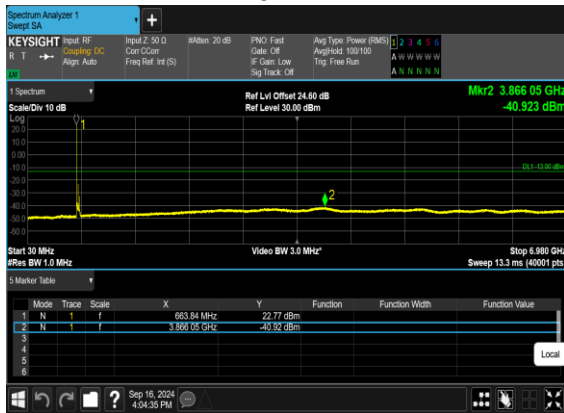 Spectrum Analyzer 1
Swept SA
+
KEYSIGHT Input: RF Input Z: 50 Ω #Atten: 20 dB PNO: Fast Avg Type: Power (RMS) 1 2 3 4 5 6
R T Coupling: DC Corr CCorr Gate: Off Avg|Hold: 100/100 A W W W W W
Align: Auto Freq Ref: Int (S) IF Gain: Low Trig: Free Run
Sig Track: Off A N N N N N
1 Spectrum Ref Lvl Offset 24.60 dB Mkr2 3.866 05 GHz
Scale/Div 10 dB Ref Level 30.00 dBm -40.923 dBm
Log
20.0
10.0
0.00
-10.0
-20.0
-30.0
-40.0
-50.0
-60.0
1
DL1 -13.00 dBm
2
Start 30 MHz Video BW 3.0 MHz* Stop 6.980 GHz
#Res BW 1.0 MHz Sweep 13.3 ms (40001 pts)
5 Marker Table
Mode Trace Scale X Y Function Function Width Function Value
1 N 1 f 663.84 MHz 22.77 dBm
2 N 1 f 3.866 05 GHz -40.92 dBm
3
4
5
6
Local
? Sep 16, 2024
4:04:35 PM